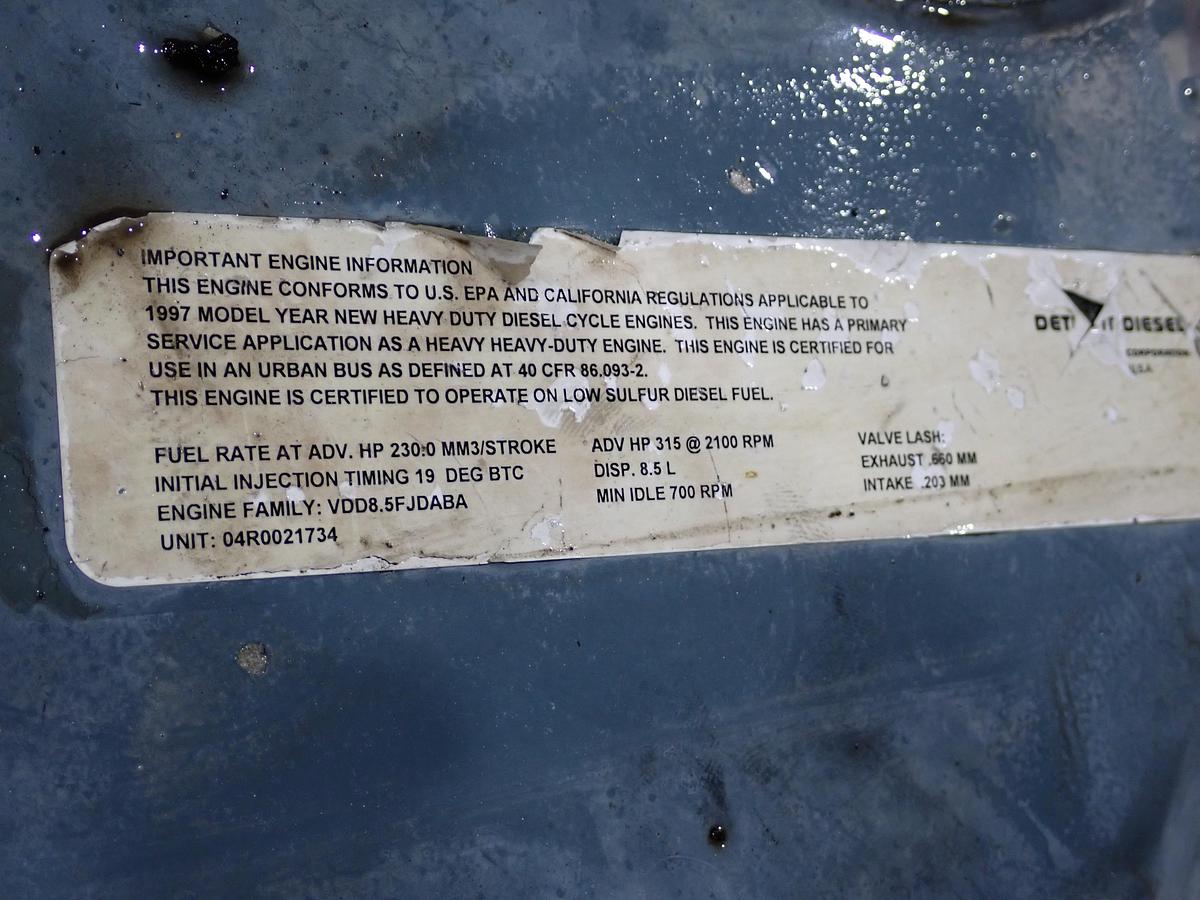 IMPORTANT ENGINE INFORMATION
THIS ENGINE CONFORMS TO U.S. EPA AND CALIFORNIA REGULATIONS APPLICABLE TO
1997 MODEL YEAR NEW HEAVY DUTY DIESEL CYCLE ENGINES. THIS ENGINE HAS A PRIMARY
SERVICE APPLICATION AS A HEAVY HEAVY-DUTY ENGINE. THIS ENGINE IS CERTIFIED FOR
USE IN AN URBAN BUS AS DEFINED AT 40 CFR 86.093-2.
THIS ENGINE IS CERTIFIED TO OPERATE ON LOW SULFUR DIESEL FUEL.
FUEL RATE AT ADV. HP 230.0 MM3/STROKE
INITIAL INJECTION TIMING 19 DEG BTC
ENGINE FAMILY: VDD8.5FJDABA
UNIT: 04R0021734
ADV HP 315 @ 2100 RPM
DISP. 8.5 L
MIN IDLE 700 RPM
VALVE LASH:
EXHAUST .660 MM
INTAKE .203 MM
DIESEL
CORPORATION
U.S.A.